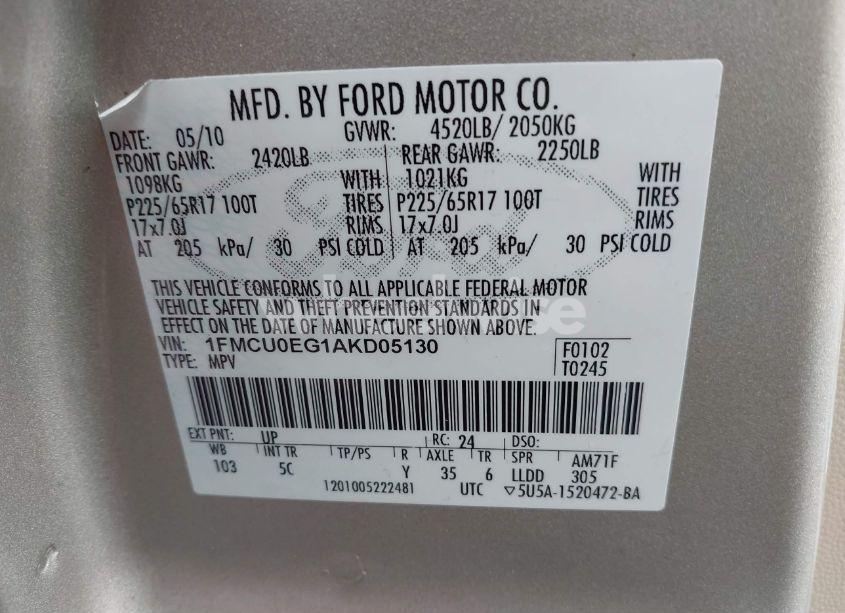 MFD. BY FORD MOTOR CO.
DATE: 05/10 GVWR: 4520LB/ 2050KG
FRONT GAWR: 2420LB REAR GAWR: 2250LB
1098KG WITH 1021KG WITH
P225/65R17 100T TIRES P225/65R17 100T TIRES
17x7.0J RIMS 17x7.0J RIMS
AT 205 kPa/ 30 PSI COLD AT 205 kPa/ 30 PSI COLD
THIS VEHICLE CONFORMS TO ALL APPLICABLE FEDERAL MOTOR
VEHICLE SAFETY AND THEFT PREVENTION STANDARDS IN
EFFECT ON THE DATE OF MANUFACTURE SHOWN ABOVE.
VIN: 1FMCU0EG1AKD05130 F0102
TYPE: MPV T0245
EXT PNT: UP RC: 24 DSO:
WB INT TR TP/PS R AXLE TR SPR AM71F
103 5C Y 35 6 LLDD 305
1201005222481 UTC ▽5U5A-1520472-BA